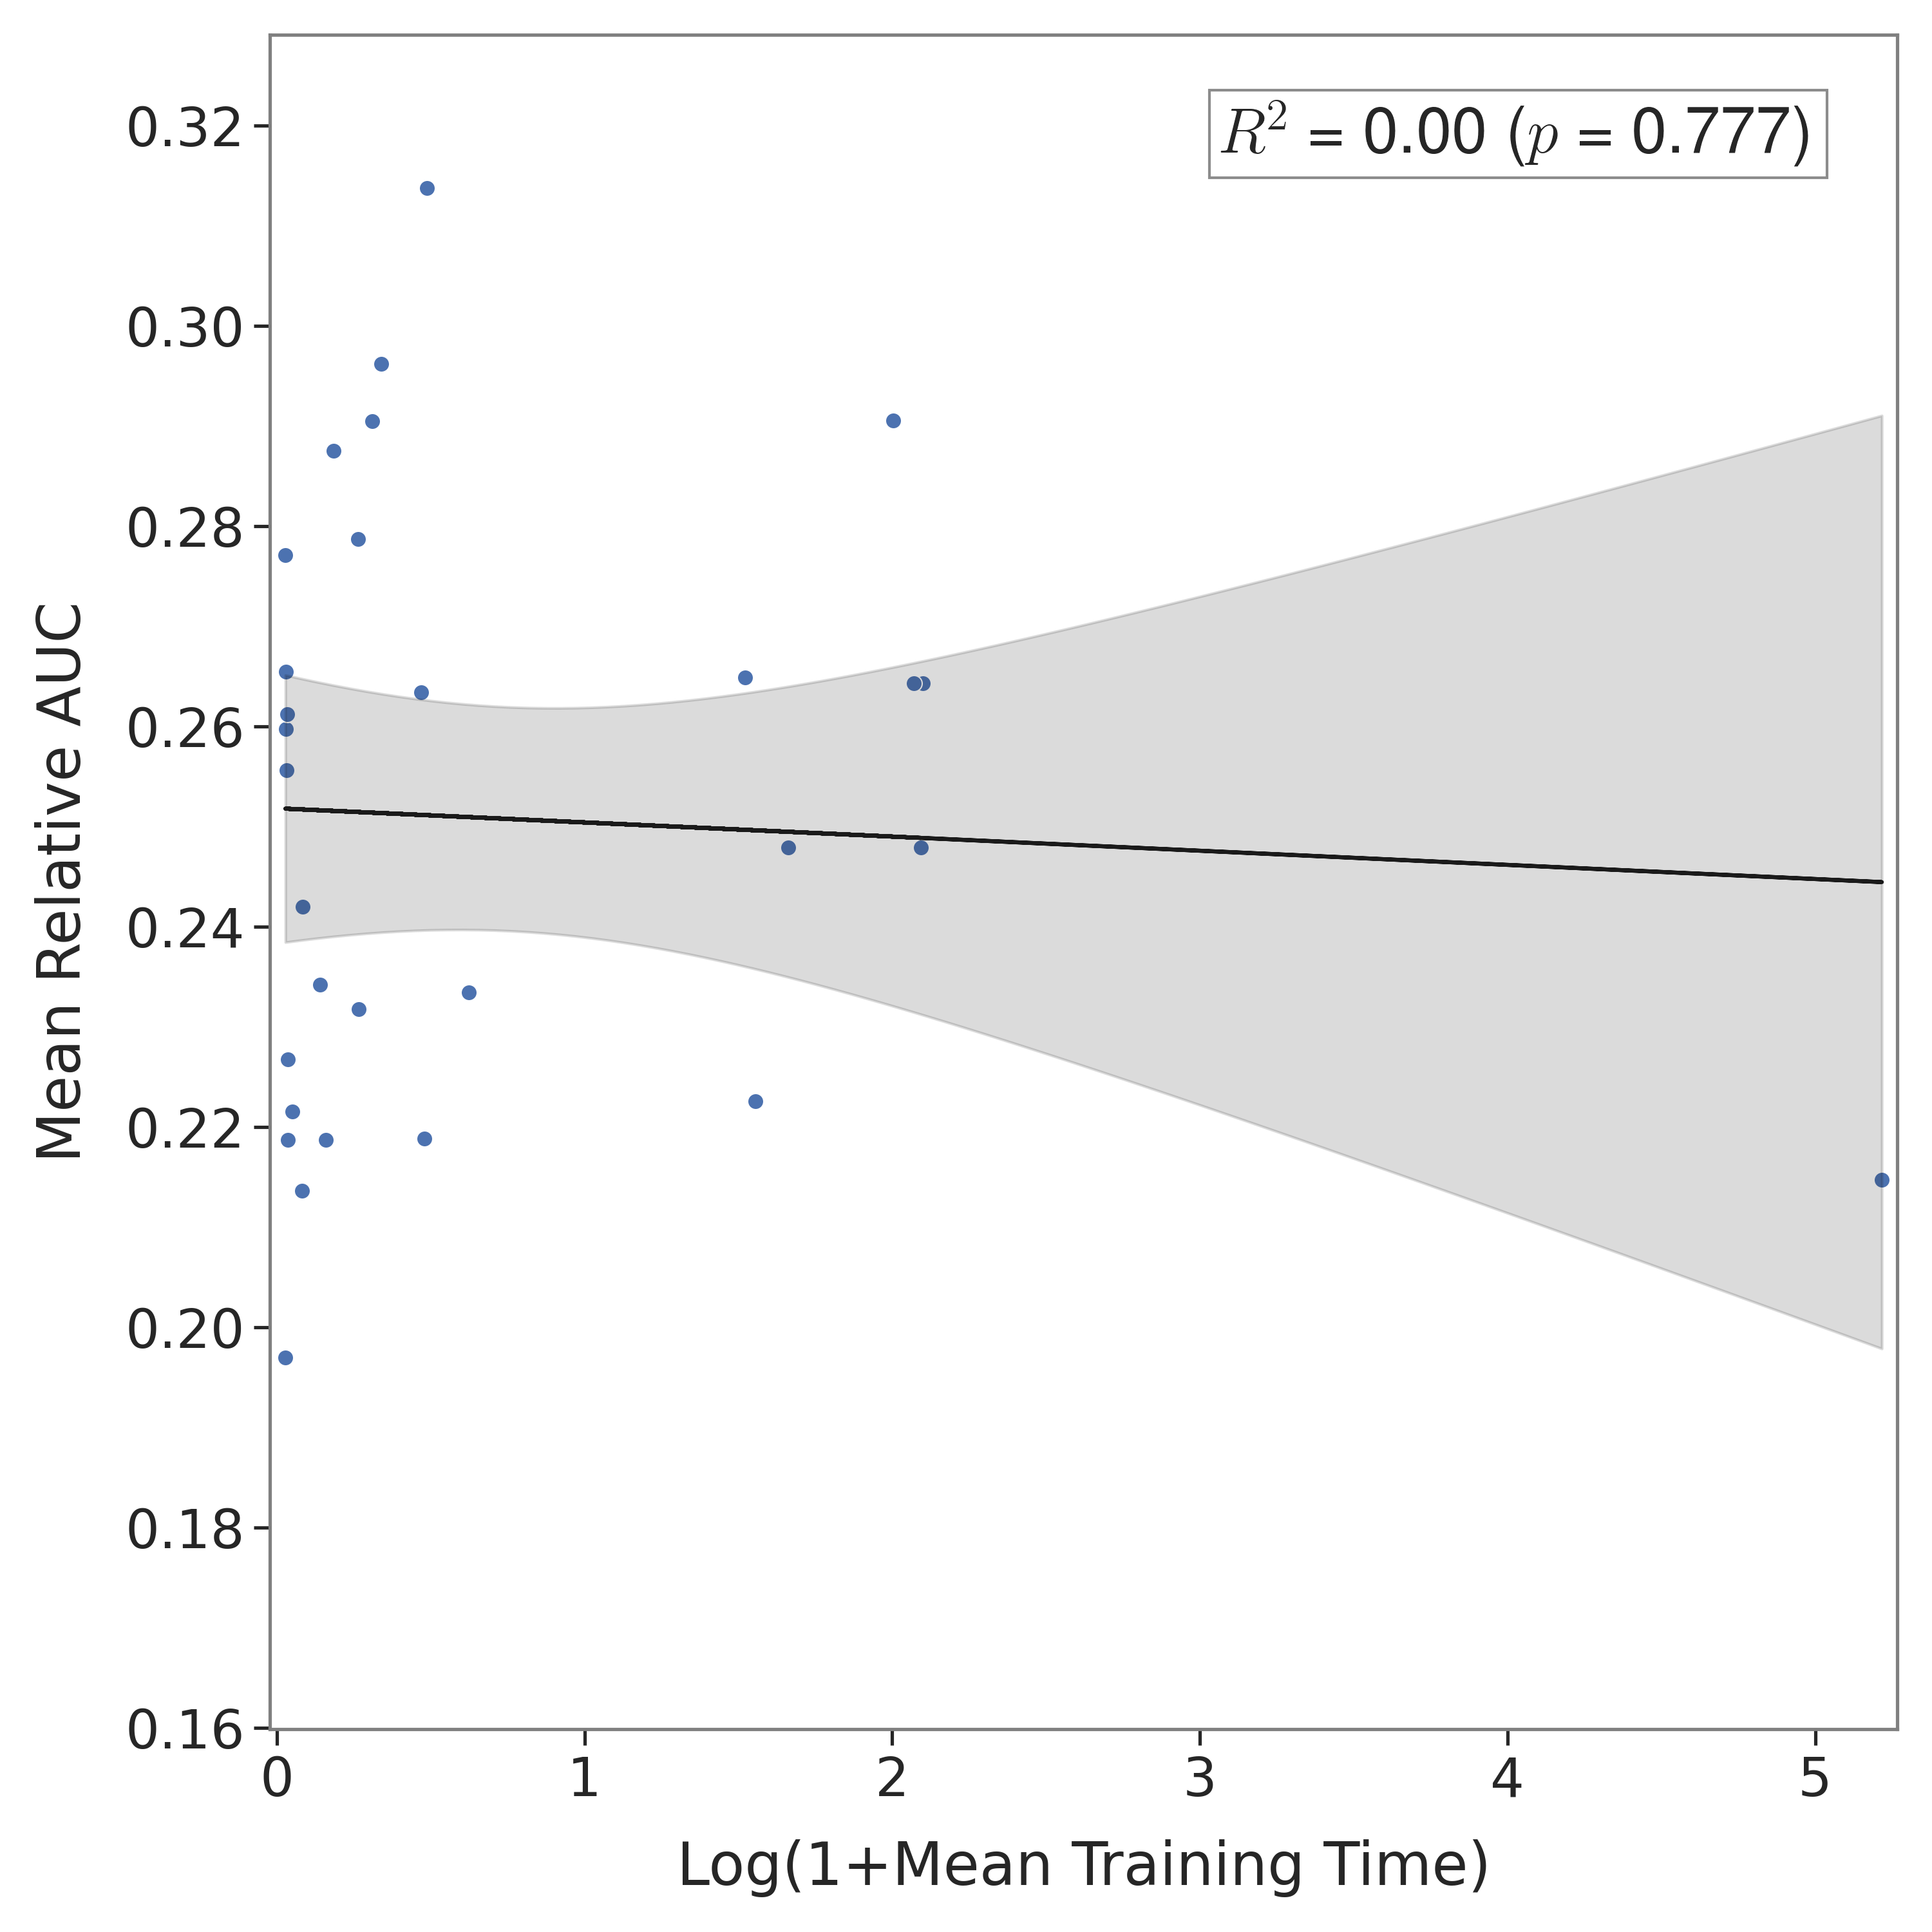 R² = 0.00 (p = 0.777)
0.32
0.30
0.28
0.26
0.24
0.22
0.20
0.18
0.16
Mean Relative AUC
0 1 2 3 4 5
Log(1+Mean Training Time)